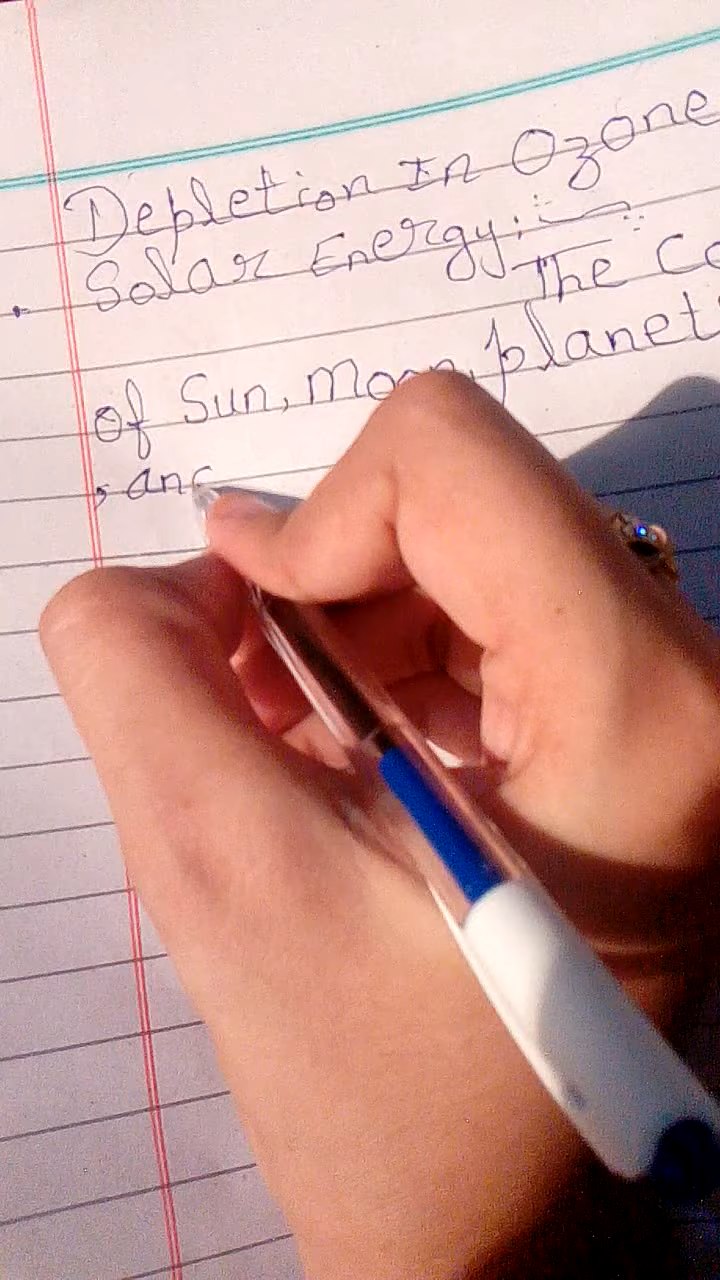 Depletion In Ozone
Solar Energy:-
The Co
of Sun, Moon, planet
, anc